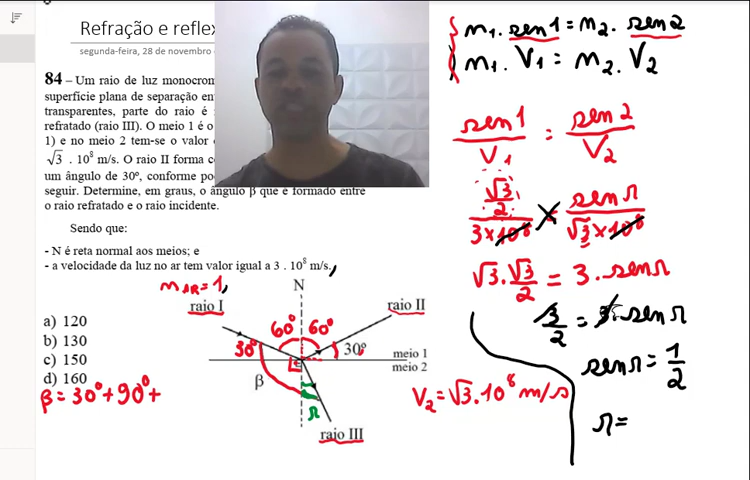 Refração e reflex
segunda-feira, 28 de novembro
84 – Um raio de luz monocrom
superfície plana de separação en
transparentes, parte do raio é
refratado (raio III). O meio 1 é o
1) e no meio 2 tem-se o valor
√3 . 10⁸ m/s. O raio II forma c
um ângulo de 30º, conforme po
seguir. Determine, em graus, o ângulo β que é formado entre
o raio refratado e o raio incidente.
Sendo que:
- N é reta normal aos meios; e
- a velocidade da luz no ar tem valor igual a 3 . 10⁸ m/s.
n AR = 1,
N
raio I
raio II
60º 60º
30º
30º
meio 1
meio 2
β
r
raio III
a) 120
b) 130
c) 150
d) 160
β = 30º + 90º +
V₂ = √3 . 10⁸ m/s
n₁ . sen 1 = n₂ . sen 2
n₁ . V₁ = n₂ . V₂
sen 1 / V₁ = sen 2 / V₂
√3/2 / 3×10⁸ = sen r / √3×10⁸
√3 . √3/2 = 3 . sen r
3/2 = 3 . sen r
sen r = 1/2
r =